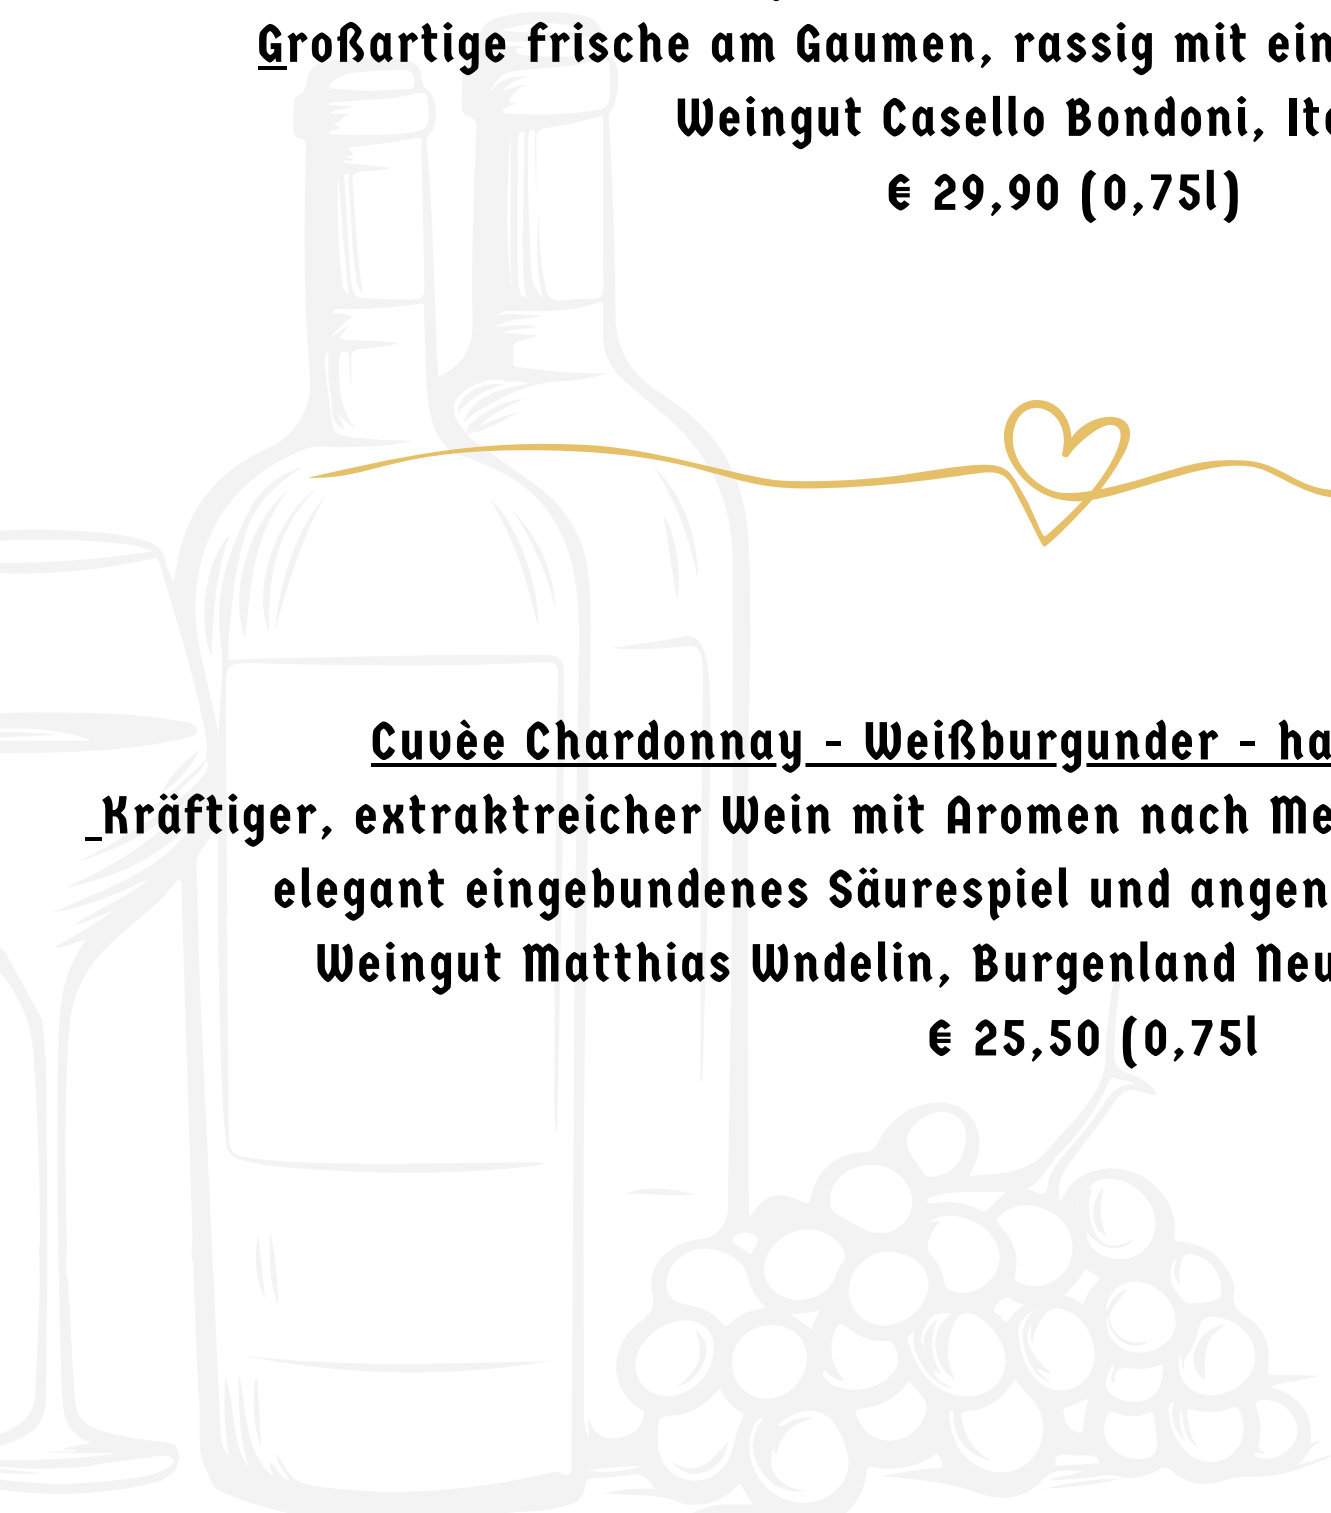 Großartige frische am Gaumen, rassig mit ein
Weingut Casello Bondoni, Ita
€ 29,90 (0,75l)
Cuvèe Chardonnay - Weißburgunder - ha
_Kräftiger, extraktreicher Wein mit Aromen nach Me
elegant eingebundenes Säurespiel und angen
Weingut Matthias Wndelin, Burgenland Neu
€ 25,50 (0,75l